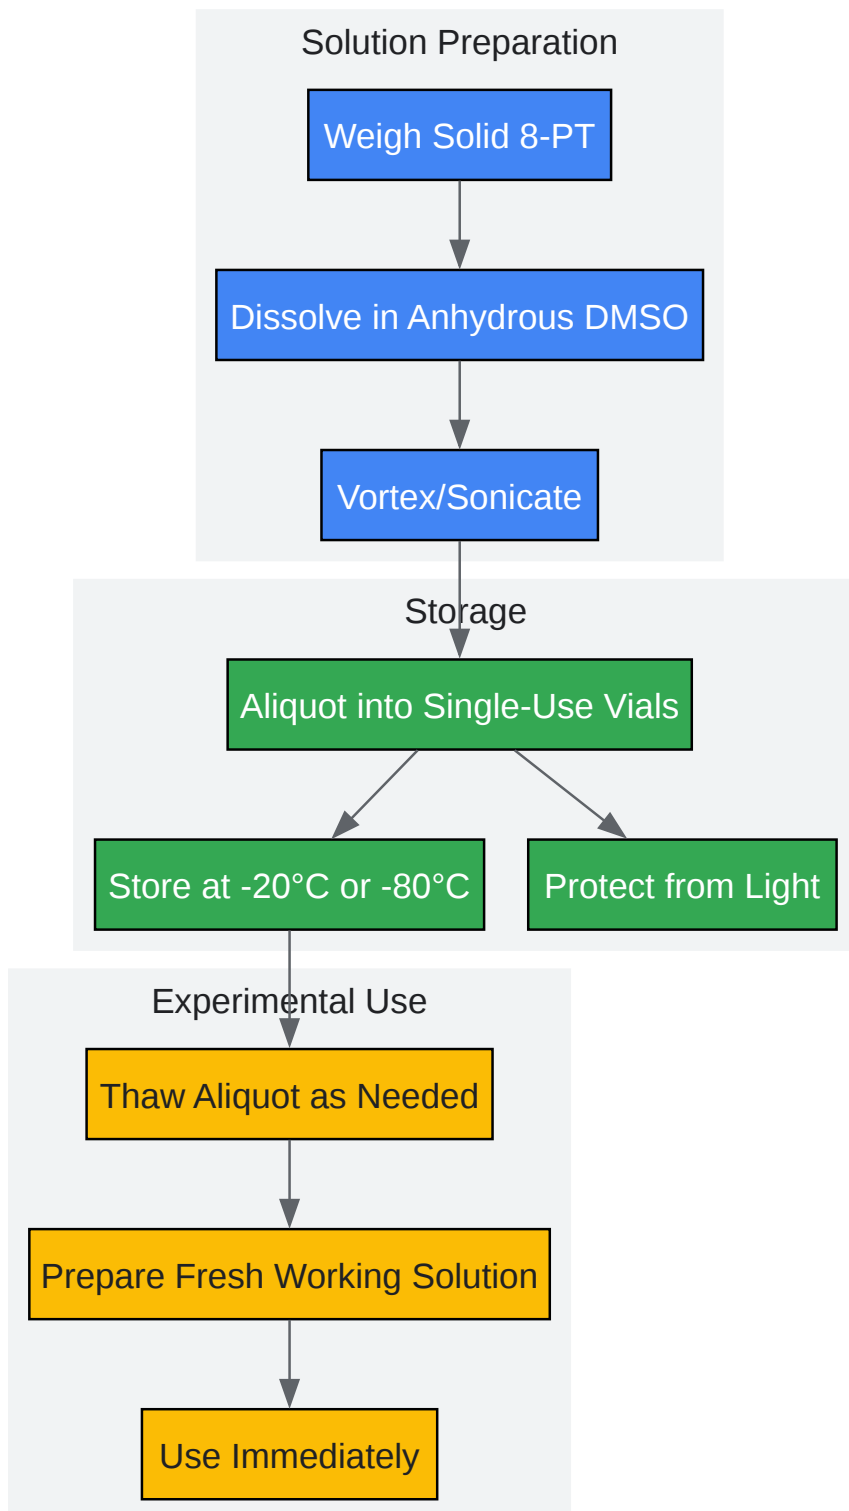 Solution Preparation
Weigh Solid 8-PT
Dissolve in Anhydrous DMSO
Vortex/Sonicate
Storage
Aliquot into Single-Use Vials
Store at -20°C or -80°C
Protect from Light
Experimental Use
Thaw Aliquot as Needed
Prepare Fresh Working Solution
Use Immediately